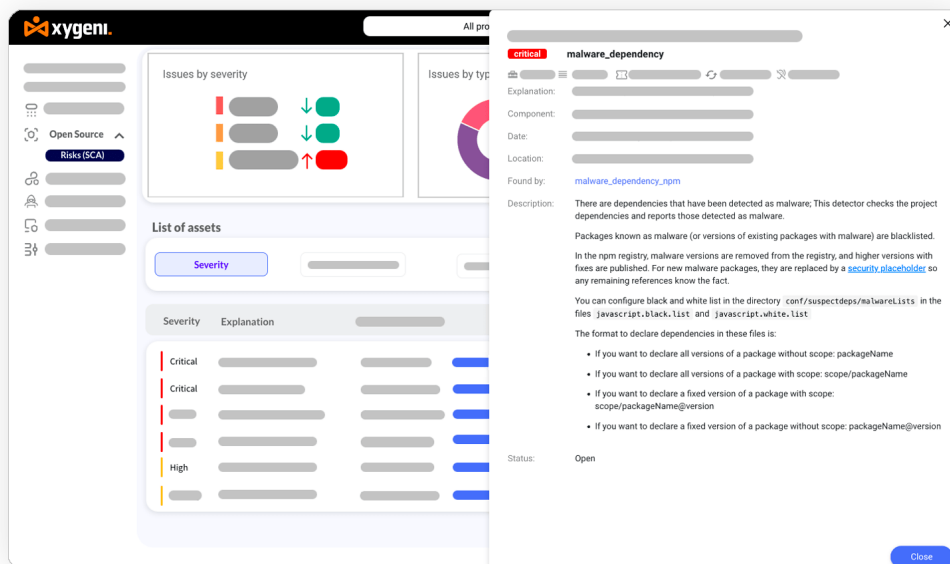 xygeni.
All pro
Open Source
Risks (SCA)
Issues by severity
Issues by typ
List of assets
Severity
Severity
Explanation
Critical
Critical
High
critical
malware_dependency
Explanation:
Component:
Date:
Location:
Found by:
malware_dependency_npm
Description:
There are dependencies that have been detected as malware; This detector checks the project
dependencies and reports those detected as malware.
Packages known as malware (or versions of existing packages with malware) are blacklisted.
In the npm registry, malware versions are removed from the registry, and higher versions with
fixes are published. For new malware packages, they are replaced by a security placeholder so
any remaining references know the fact.
You can configure black and white list in the directory conf/suspectdeps/malwareLists in the
files javascript.black.list and javascript.white.list
The format to declare dependencies in these files is:
• If you want to declare all versions of a package without scope: packageName
• If you want to declare all versions of a package with scope: scope/packageName
• If you want to declare a fixed version of a package with scope:
scope/packageName@version
• If you want to declare a fixed version of a package without scope: packageName@version
Status:
Open
Close